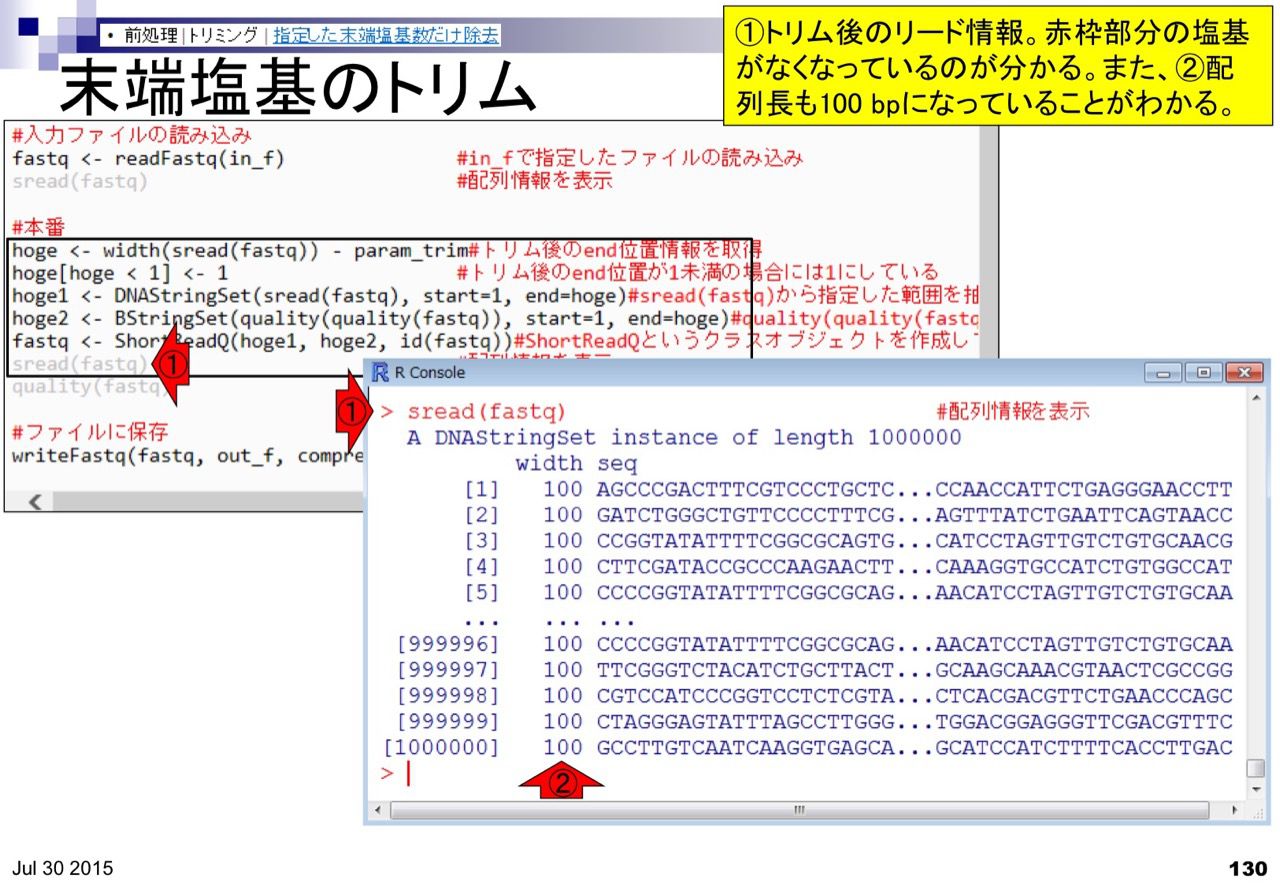 ・ 前処理|トリミング|指定した末端塩基数だけ除去
末端塩基のトリム
①トリム後のリード情報。赤枠部分の塩基
がなくなっているのが分かる。また、②配
列長も100 bpになっていることがわかる。
#入力ファイルの読み込み
fastq <- readFastq(in_f) #in_fで指定したファイルの読み込み
sread(fastq) #配列情報を表示
#本番
hoge <- width(sread(fastq)) - param_trim#トリム後のend位置情報を取得
hoge[hoge < 1] <- 1 #トリム後のend位置が1未満の場合には1にしている
hoge1 <- DNAStringSet(sread(fastq), start=1, end=hoge)#sread(fastq)から指定した範囲を抽
hoge2 <- BStringSet(quality(quality(fastq)), start=1, end=hoge)#quality(quality(fastq
fastq <- ShortReadQ(hoge1, hoge2, id(fastq))#ShortReadQというクラスオブジェクトを作成し
sread(fastq) ① #配列情報を表示
quality(fastq)
#ファイルに保存
writeFastq(fastq, out_f, compre
R Console
① > sread(fastq) #配列情報を表示
A DNAStringSet instance of length 1000000
width seq
[1] 100 AGCCCGACTTTCGTCCCTGCTC...CCAACCATTCTGAGGGAACCTT
[2] 100 GATCTGGGCTGTTCCCCTTTCG...AGTTTATCTGAATTCAGTAACC
[3] 100 CCGGTATATTTTCGGCGCAGTG...CATCCTAGTTGTCTGTGCAACG
[4] 100 CTTCGATACCGCCCAAGAACTT...CAAAGGTGCCATCTGTGGCCAT
[5] 100 CCCCGGTATATTTTCGGCGCAG...AACATCCTAGTTGTCTGTGCAA
... ... ...
[999996] 100 CCCCGGTATATTTTCGGCGCAG...AACATCCTAGTTGTCTGTGCAA
[999997] 100 TTCGGGTCTACATCTGCTTACT...GCAAGCAAACGTAACTCGCCGG
[999998] 100 CGTCCATCCCGGTCCTCTCGTA...CTCACGACGTTCTGAACCCAGC
[999999] 100 CTAGGGAGTATTTAGCCTTGGG...TGGACGGAGGGTTCGACGTTTC
[1000000] 100 GCCTTGTCAATCAAGGTGAGCA...GCATCCATCTTTTCACCTTGAC
>
②
Jul 30 2015
130